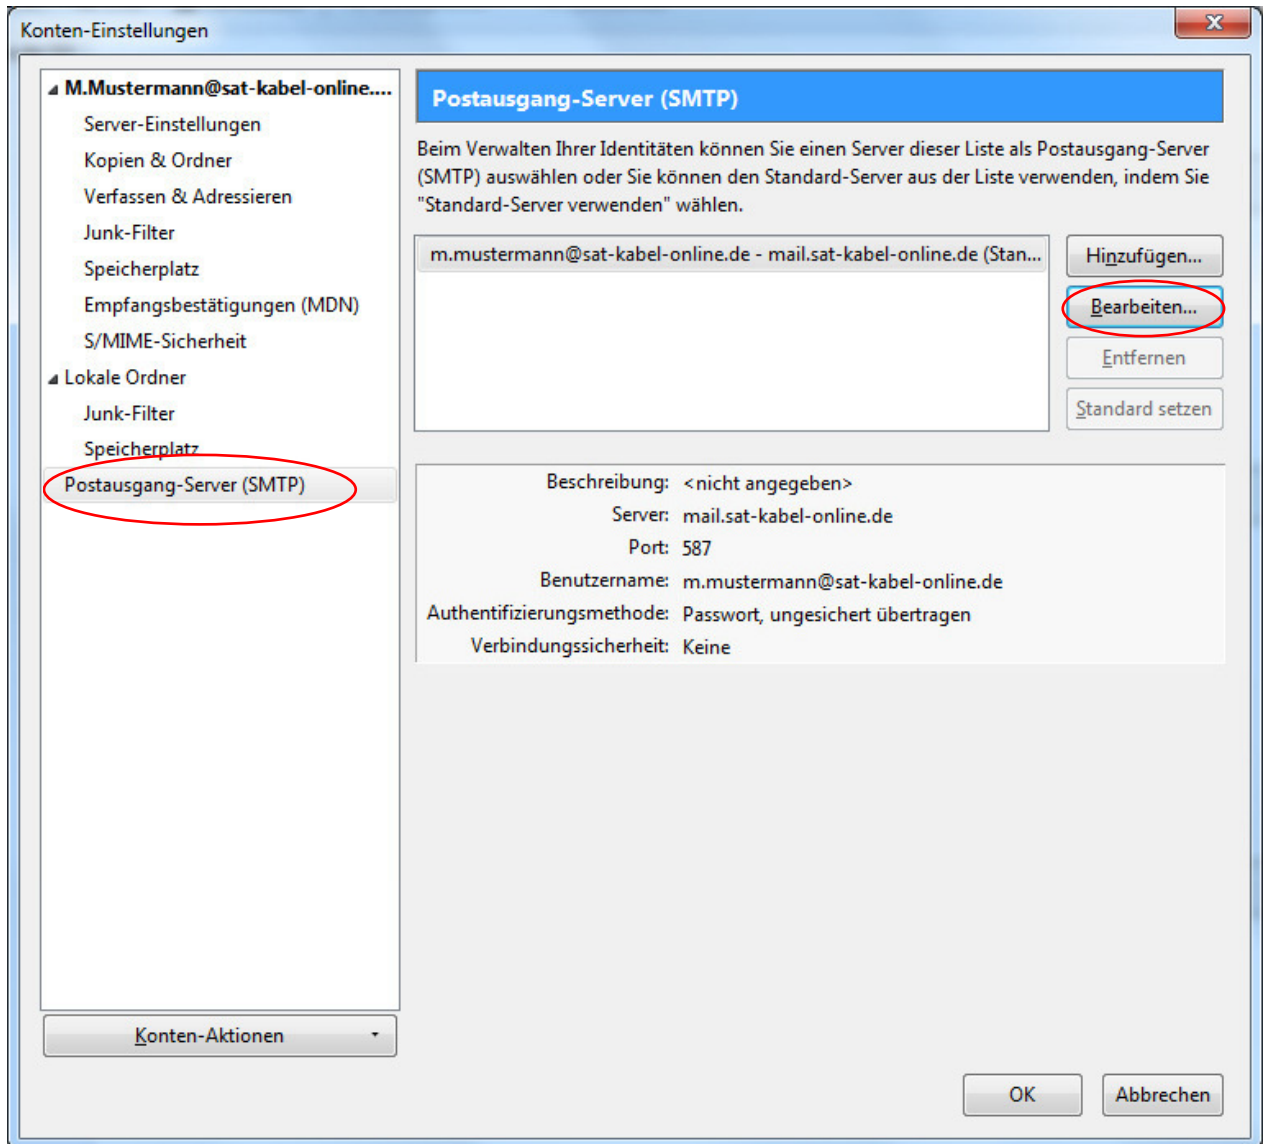 Konten-Einstellungen
M.Mustermann@sat-kabel-online....
Server-Einstellungen
Kopien & Ordner
Verfassen & Adressieren
Junk-Filter
Speicherplatz
Empfangsbestätigungen (MDN)
S/MIME-Sicherheit
Lokale Ordner
Junk-Filter
Speicherplatz
Postausgang-Server (SMTP)
Konten-Aktionen
Postausgang-Server (SMTP)
Beim Verwalten Ihrer Identitäten können Sie einen Server dieser Liste als Postausgang-Server
(SMTP) auswählen oder Sie können den Standard-Server aus der Liste verwenden, indem Sie
"Standard-Server verwenden" wählen.
m.mustermann@sat-kabel-online.de - mail.sat-kabel-online.de (Stan...
Hinzufügen...
Bearbeiten...
Entfernen
Standard setzen
Beschreibung: <nicht angegeben>
Server: mail.sat-kabel-online.de
Port: 587
Benutzername: m.mustermann@sat-kabel-online.de
Authentifizierungsmethode: Passwort, ungesichert übertragen
Verbindungssicherheit: Keine
OK
Abbrechen